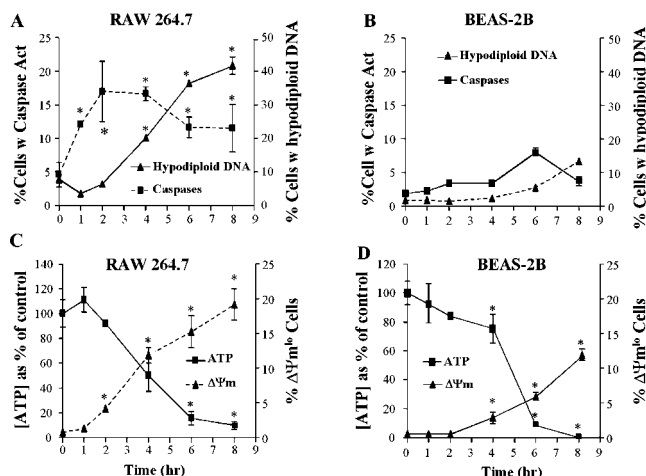 A RAW 264.7
%Cells w Caspase Act
25
20
15
10
5
0
50
40
30
20
10
0
% Cells w hypodiploid DNA
* * * * * * * *
Hypodiploid DNA
Caspases
0 1 2 3 4 5 6 7 8 9
B BEAS-2B
%Cell w Caspase Act
25
20
15
10
5
0
50
40
30
20
10
0
% Cells w hypodiploid DNA
Hypodiploid DNA
Caspases
0 1 2 3 4 5 6 7 8 9
C RAW 264.7
[ATP] as % of control
140
120
100
80
60
40
20
0
25
20
15
10
5
0
% ΔΨmlo Cells
* * * * * *
ATP
ΔΨm
0 1 2 3 4 5 6 7 8 9
Time (hr)
D BEAS-2B
[ATP] as % of control
120
100
80
60
40
20
0
25
20
15
10
5
0
% ΔΨmlo Cells
* * * * *
ATP
ΔΨm
0 1 2 3 4 5 6 7 8 9
Time (hr)